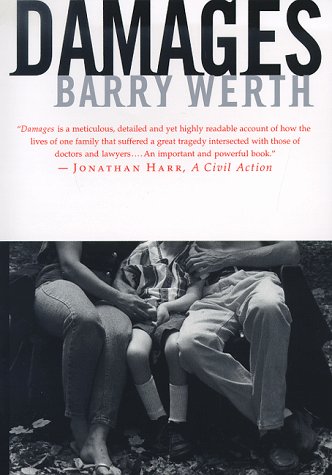 DAMAGES
BARRY WERTH
“Damages is a meticulous, detailed and yet highly readable account of how the
lives of one family that suffered a great tragedy intersected with those of
doctors and lawyers....An important and powerful book.”
— JONATHAN HARR, A Civil Action